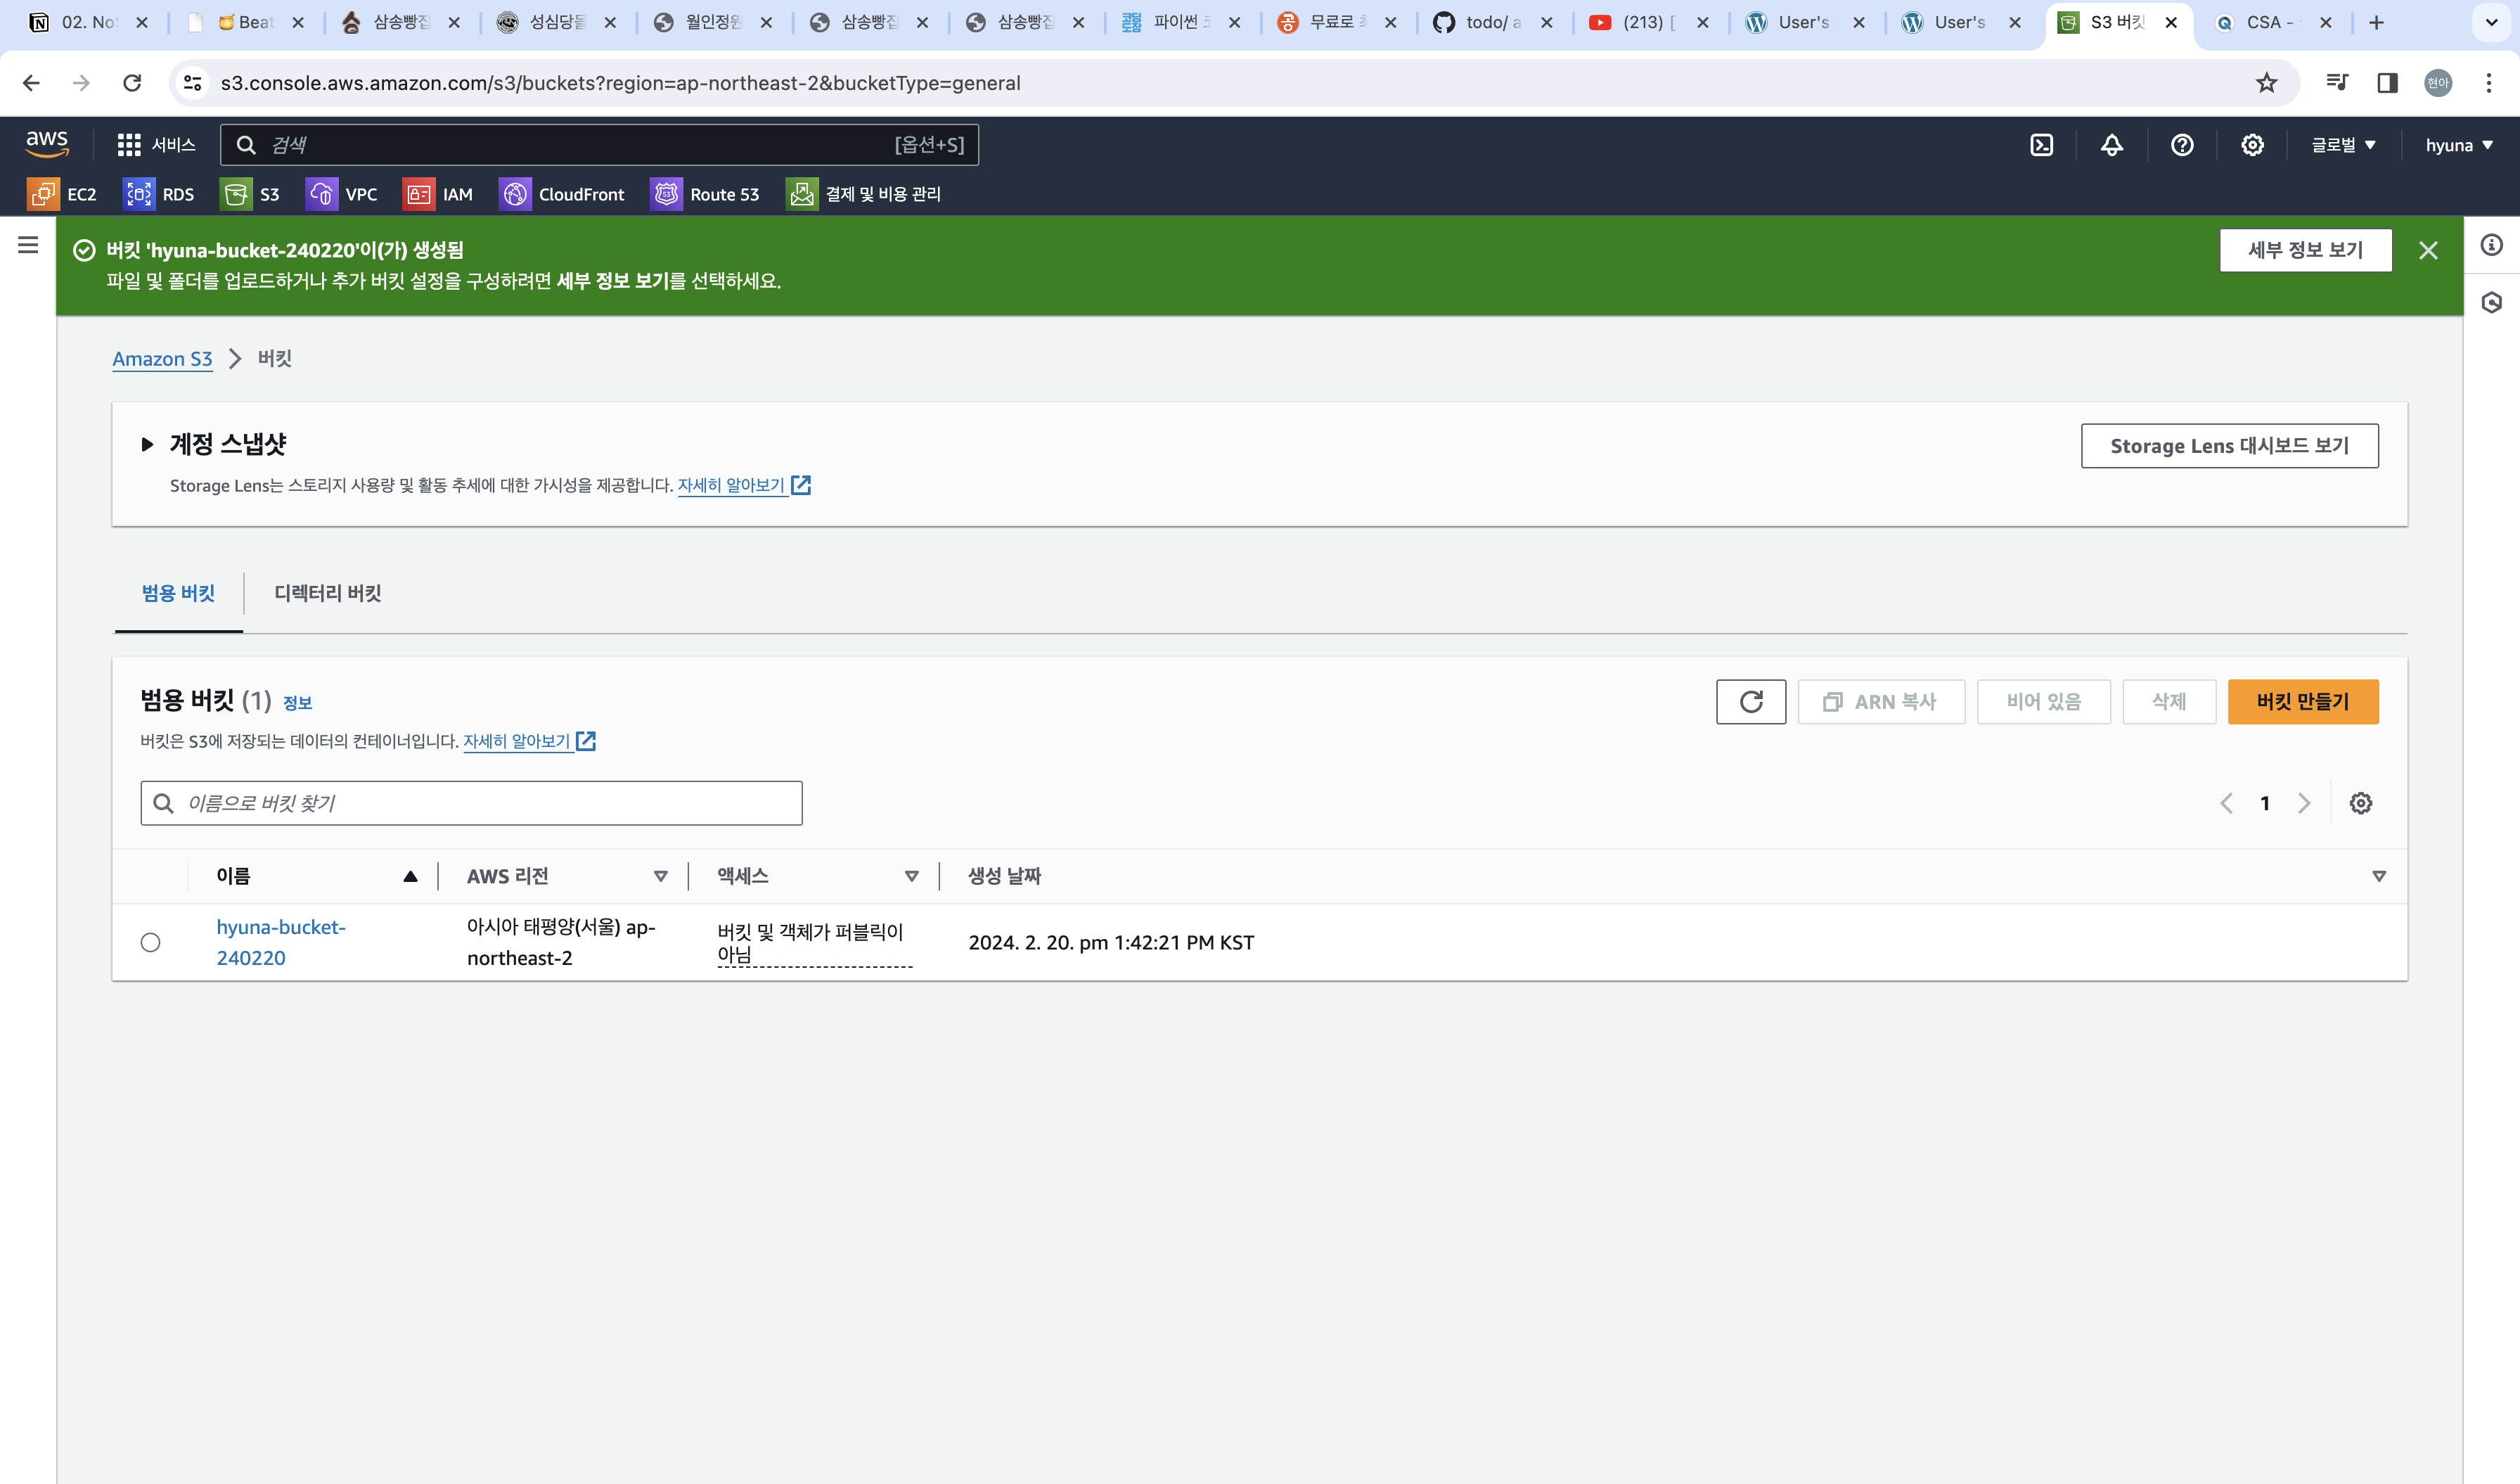 02. No
Beat
삼송빵집
성심당몰
월인정원
삼송빵집
삼송빵집
파이썬 코
무료로
todo/ a
(213) [
User's
User's
S3 버킷
CSA -
s3.console.aws.amazon.com/s3/buckets?region=ap-northeast-2&bucketType=general
현아
aws
서비스
검색
[옵션+S]
글로벌
hyuna
EC2
RDS
S3
VPC
IAM
CloudFront
Route 53
결제 및 비용 관리
버킷 'hyuna-bucket-240220'이(가) 생성됨
파일 및 폴더를 업로드하거나 추가 버킷 설정을 구성하려면 세부 정보 보기를 선택하세요.
세부 정보 보기
Amazon S3
버킷
계정 스냅샷
Storage Lens는 스토리지 사용량 및 활동 추세에 대한 가시성을 제공합니다. 자세히 알아보기
Storage Lens 대시보드 보기
범용 버킷
디렉터리 버킷
범용 버킷 (1) 정보
버킷은 S3에 저장되는 데이터의 컨테이너입니다. 자세히 알아보기
ARN 복사
비어 있음
삭제
버킷 만들기
이름으로 버킷 찾기
1
이름
AWS 리전
액세스
생성 날짜
hyuna-bucket-
240220
아시아 태평양(서울) ap-
northeast-2
버킷 및 객체가 퍼블릭이
아님
2024. 2. 20. pm 1:42:21 PM KST